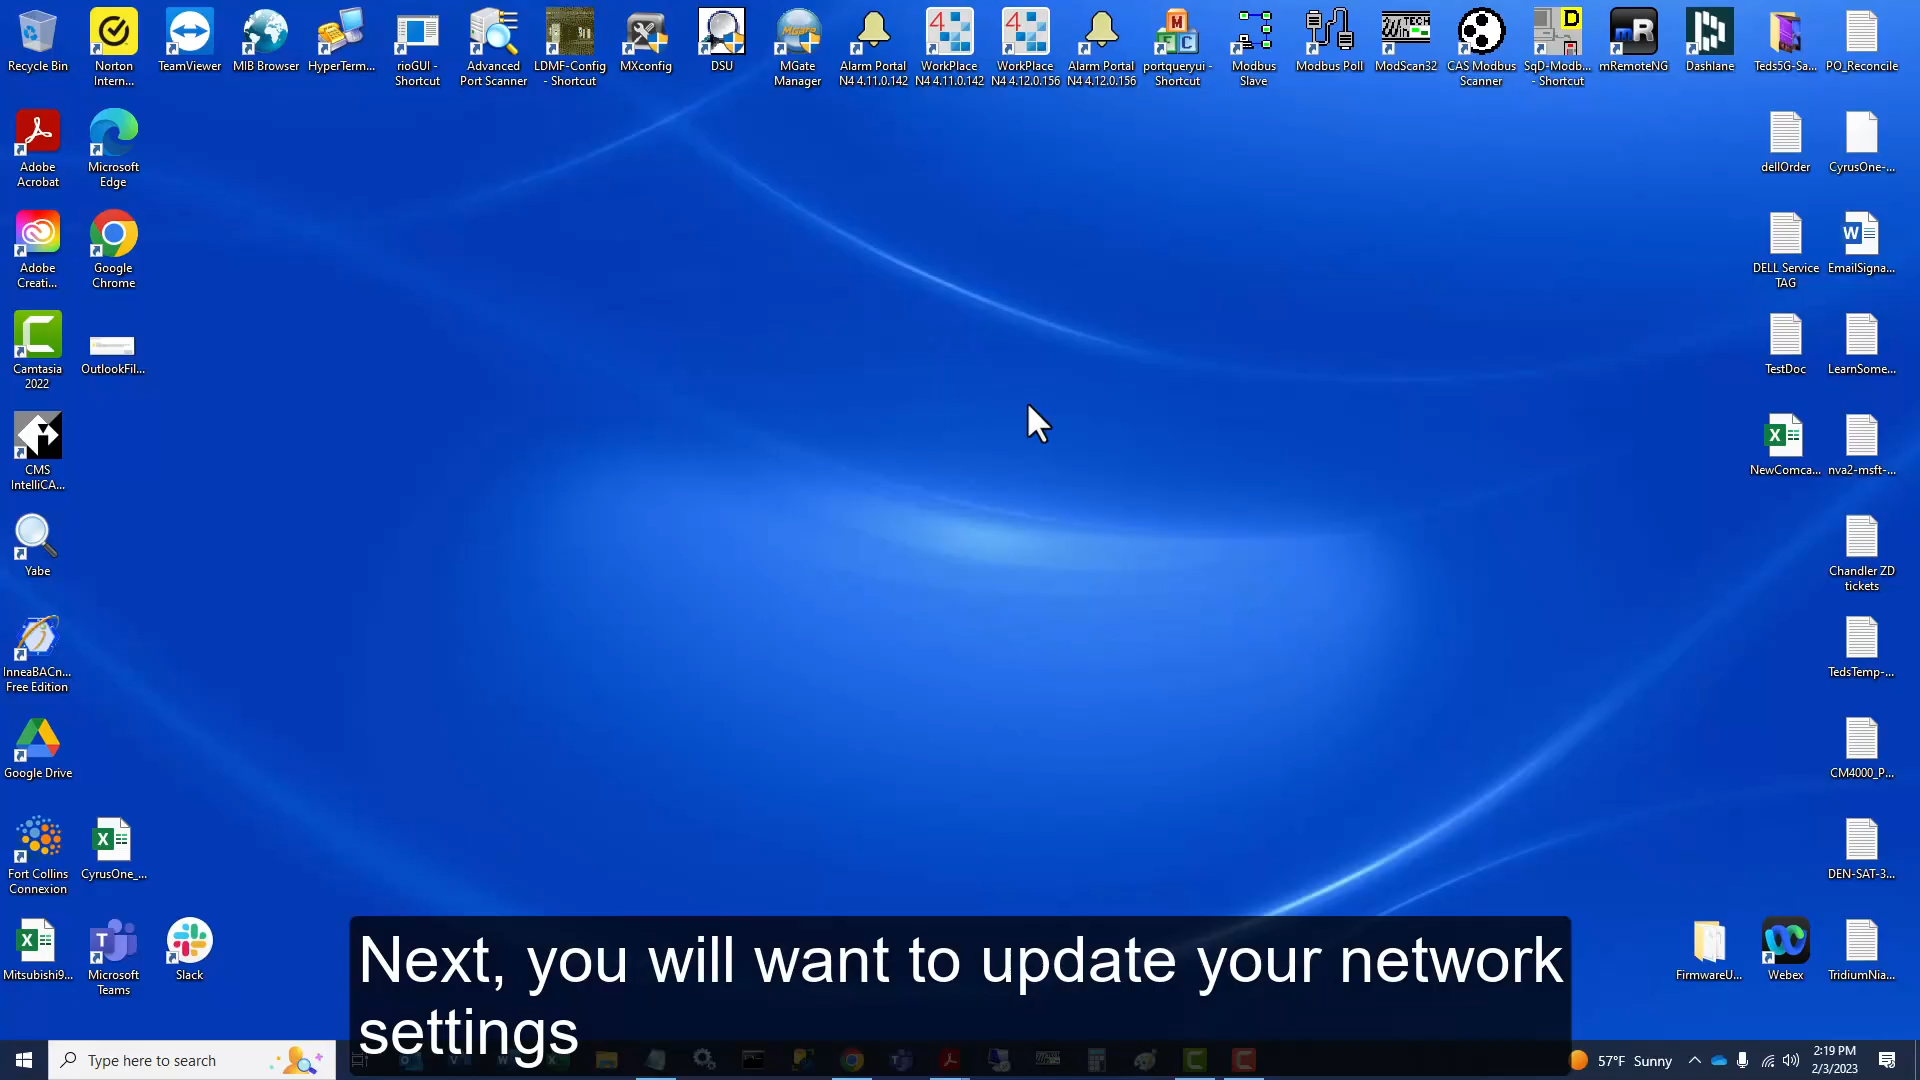 Recycle Bin
Norton
Intern...
TeamViewer
MIB Browser
HyperTerm...
rioGUI -
Shortcut
Advanced
Port Scanner
LDMF-Config
- Shortcut
MXconfig
DSU
MGate
Manager
Alarm Portal
N4 4.11.0.142
WorkPlace
N4 4.11.0.142
WorkPlace
N4 4.12.0.156
Alarm Portal
N4 4.12.0.156
portqueryui -
Shortcut
Modbus
Slave
Modbus Poll
ModScan32
CAS Modbus
Scanner
SqD-Modb...
- Shortcut
mRemoteNG
Dashlane
Teds5G-Sa...
PO_Reconcile
Adobe
Acrobat
Microsoft
Edge
dellOrder
CyrusOne-...
Adobe
Creati...
Google
Chrome
DELL Service
TAG
EmailSigna...
Camtasia
2022
OutlookFil...
TestDoc
LearnSome...
CMS
IntelliCA...
NewComca...
nva2-msft-...
Yabe
Chandler ZD
tickets
InneaBACn...
Free Edition
TedsTemp-...
Google Drive
CM4000_P...
Fort Collins
Connexion
CyrusOne_...
DEN-SAT-3...
Mitsubishi9...
Microsoft
Teams
Slack
FirmwareU...
Webex
TridiumNia...
Next, you will want to update your network
settings
Type here to search
57°F Sunny
2:19 PM
2/3/2023